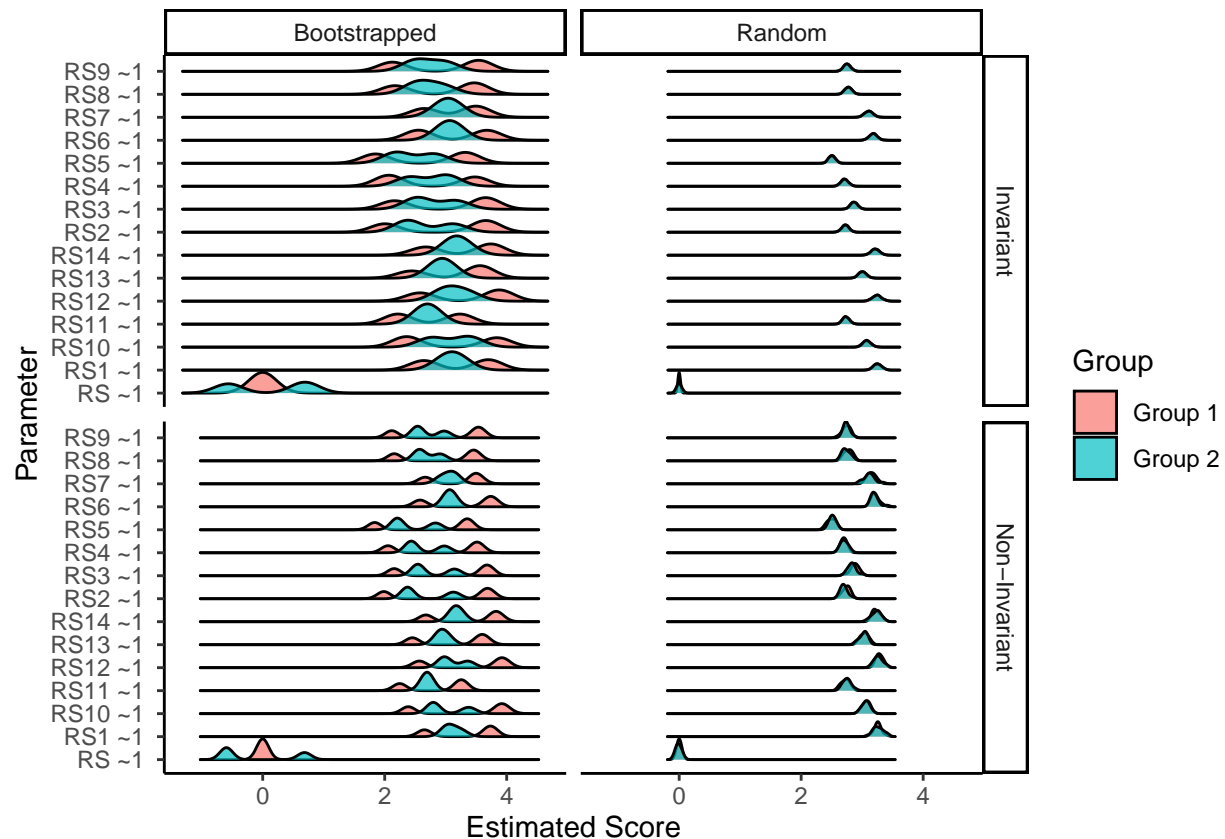 Bootstrapped
Random
RS9 ~1
RS8 ~1
RS7 ~1
RS6 ~1
RS5 ~1
RS4 ~1
RS3 ~1
RS2 ~1
RS14 ~1
RS13 ~1
RS12 ~1
RS11 ~1
RS10 ~1
RS1 ~1
RS ~1
Invariant
RS9 ~1
RS8 ~1
RS7 ~1
RS6 ~1
RS5 ~1
RS4 ~1
RS3 ~1
RS2 ~1
RS14 ~1
RS13 ~1
RS12 ~1
RS11 ~1
RS10 ~1
RS1 ~1
RS ~1
Non−Invariant
Parameter
0 2 4
0 2 4
Estimated Score
Group
Group 1
Group 2